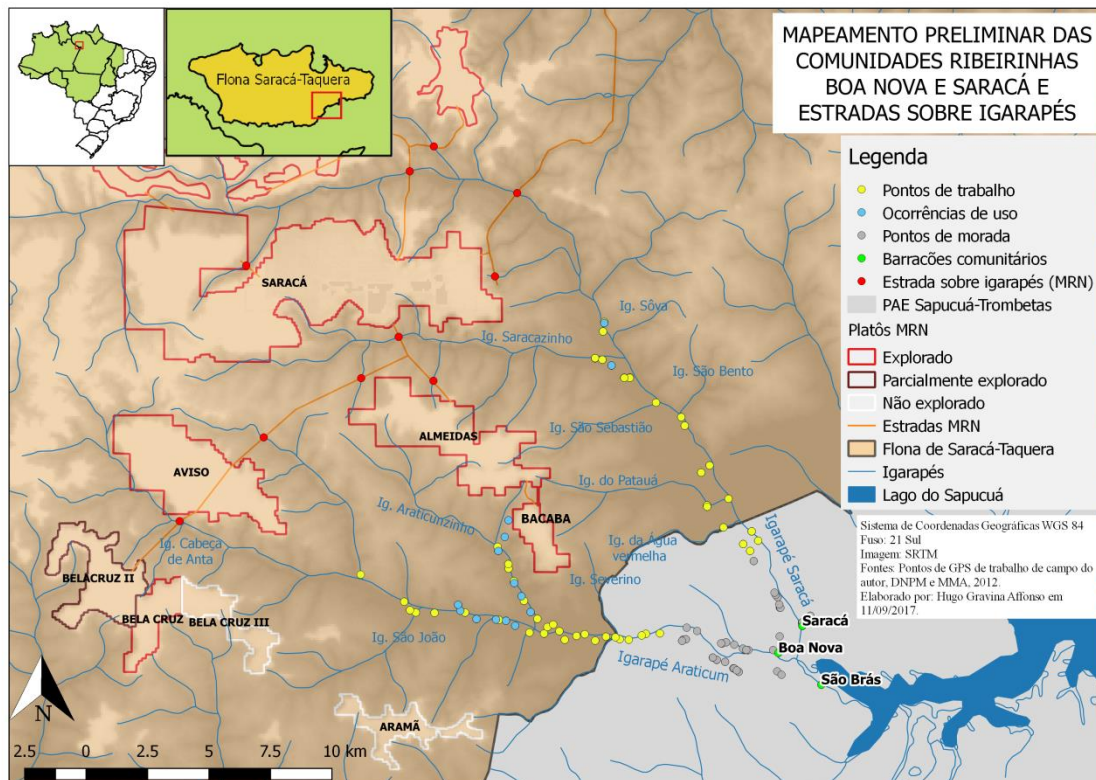 Flona Saracá-Taquera
MAPEAMENTO PRELIMINAR DAS
COMUNIDADES RIBEIRINHAS
BOA NOVA E SARACÁ E
ESTRADAS SOBRE IGARAPÉS
Legenda
Pontos de trabalho
Ocorrências de uso
Pontos de morada
Barracões comunitários
Estrada sobre igarapés (MRN)
PAE Sapucuá-Trombetas
Platôs MRN
Explorado
Parcialmente explorado
Não explorado
Estradas MRN
Flona de Saracá-Taquera
Igarapés
Lago do Sapucuá
Sistema de Coordenadas Geográficas WGS 84
Fuso: 21 Sul
Imagem: SRTM
Fontes: Pontos de GPS de trabalho de campo do
autor, DNPM e MMA, 2012.
Elaborado por: Hugo Gravina Affonso em
11/09/2017.
SARACÁ
Ig. Sôva
Ig. Saracazinho
Ig. São Bento
Ig. São Sebastião
ALMEIDAS
AVISO
Ig. do Patauá
Ig. Araticunzinho
BACABA
Ig. da Água
vermelha
Igarapé Saracá
Ig. Cabeça
de Anta
BELACRUZ II
Ig. Severino
BELA CRUZ
BELA CRUZ III
Ig. São João
Saracá
Boa Nova
Igarapé Araticum
São Brás
ARAMÃ
N
2.5 0 2.5 5 7.5 10 km